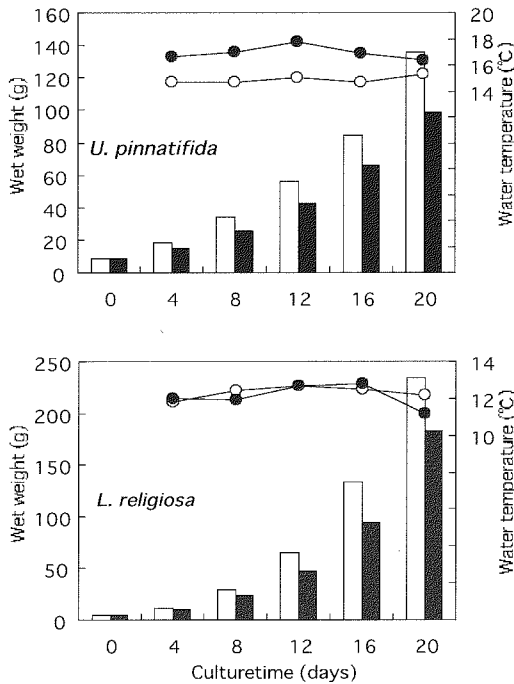 160
140
120
100
80
60
40
20
0
Wet weight (g)
U. pinnatifida
20
18
16
14
Water temperature (℃)
0 4 8 12 16 20
250
200
150
100
50
0
Wet weight (g)
L. religiosa
14
12
10
Water temperature (℃)
0 4 8 12 16 20
Culturetime (days)